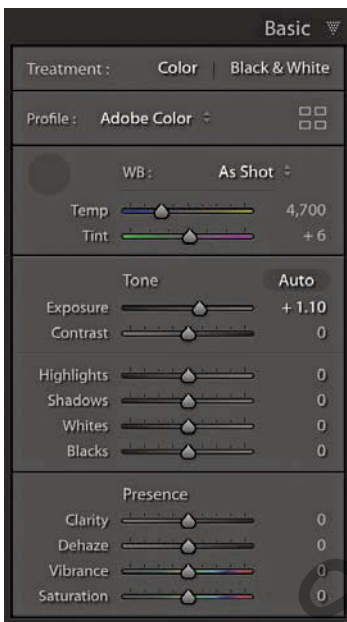 Basic
Treatment : Color | Black & White
Profile : Adobe Color
WB : As Shot
Temp 4,700
Tint + 6
Tone Auto
Exposure + 1.10
Contrast 0
Highlights 0
Shadows 0
Whites 0
Blacks 0
Presence
Clarity 0
Dehaze 0
Vibrance 0
Saturation 0